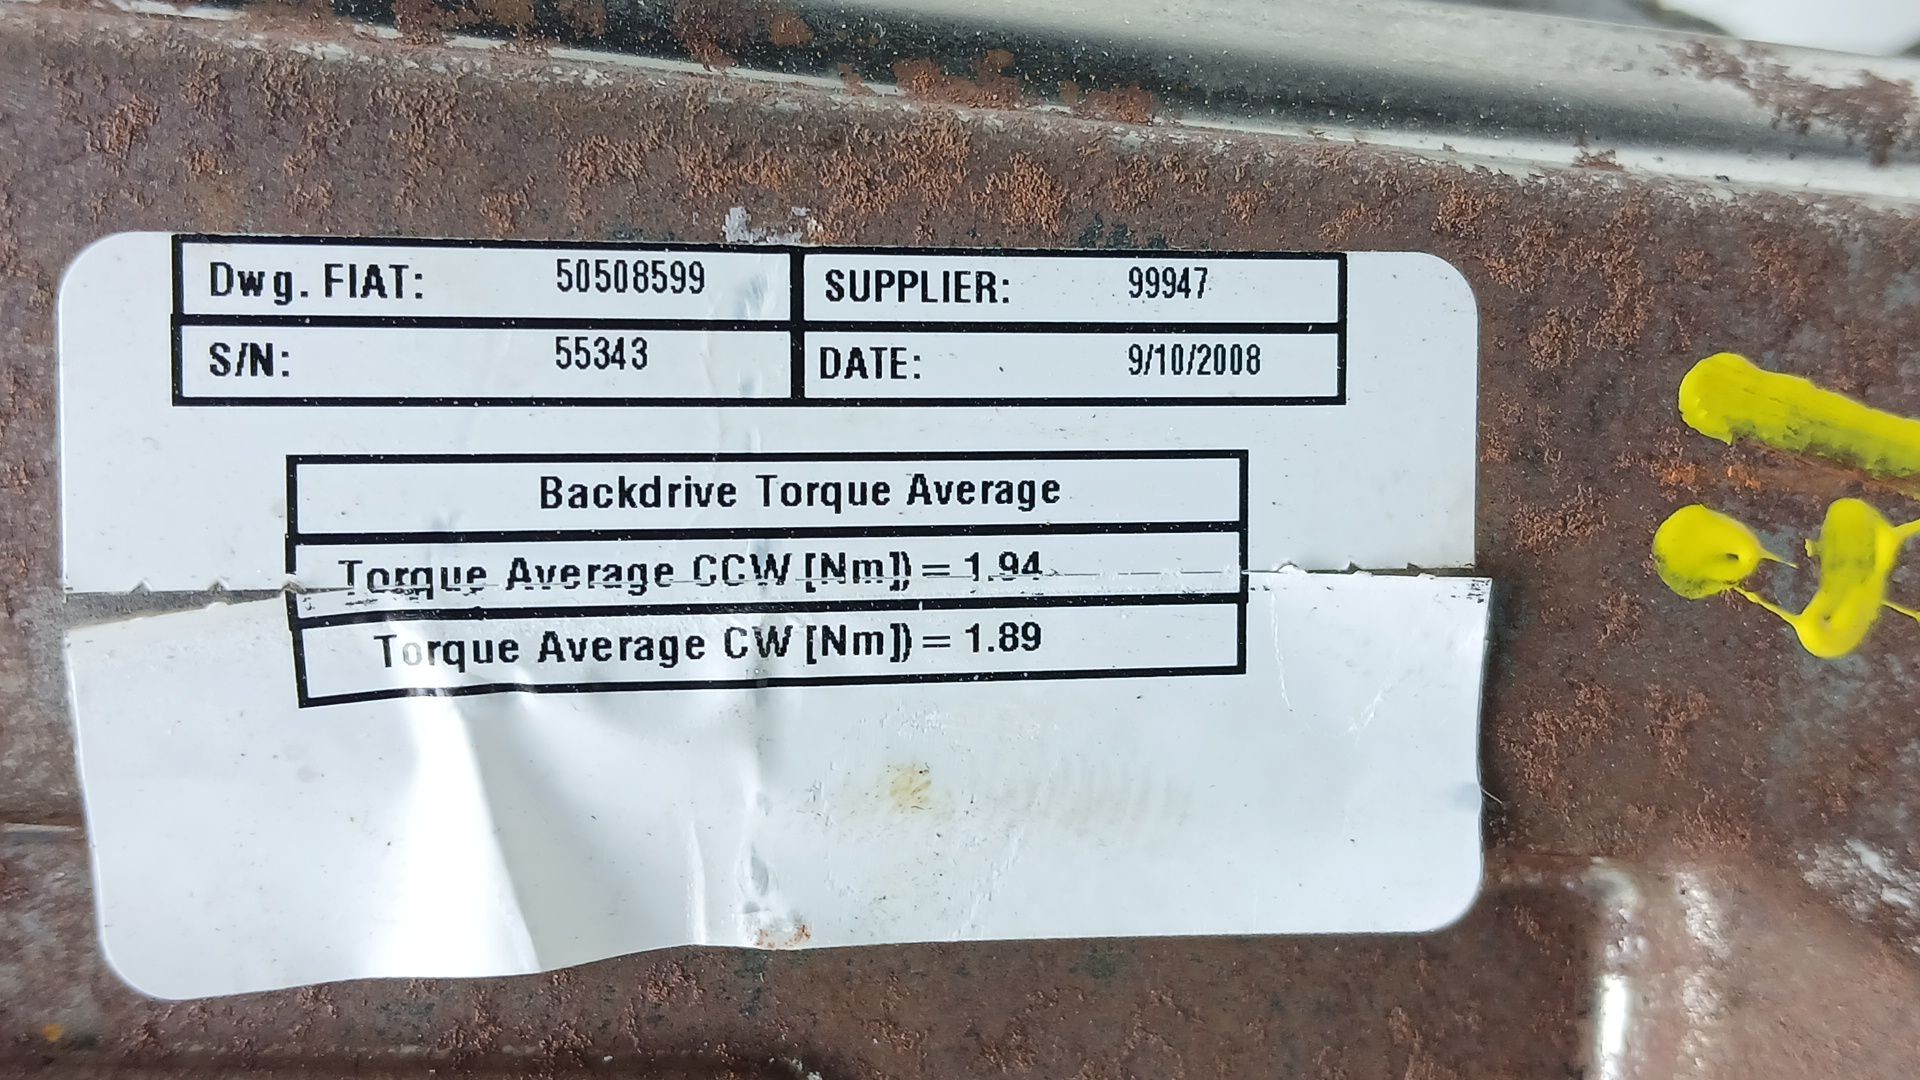 Dwg. FIAT: 50508599 SUPPLIER: 99947
S/N: 55343 DATE: 9/10/2008
Backdrive Torque Average
Torque Average CCW [Nm]) = 1.94
Torque Average CW [Nm]) = 1.89